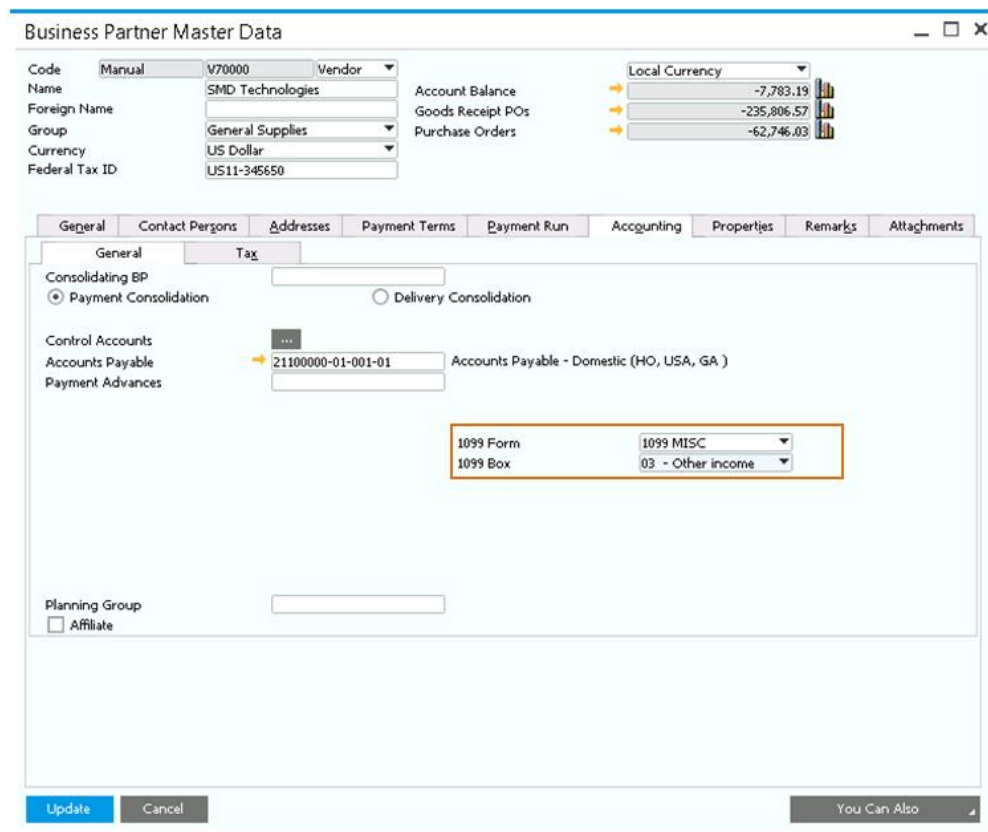 Business Partner Master Data
Code Manual V70000 Vendor Local Currency
Name SMD Technologies Account Balance -7,783.19
Foreign Name Goods Receipt POs -235,806.57
Group General Supplies Purchase Orders -62,746.03
Currency US Dollar
Federal Tax ID US11-345650
General Contact Persons Addresses Payment Terms Payment Run Accounting Properties Remarks Attachments
General Tax
Consolidating BP
Payment Consolidation Delivery Consolidation
Control Accounts ...
Accounts Payable 21100000-01-001-01 Accounts Payable - Domestic (HO, USA, GA )
Payment Advances
1099 Form 1099 MISC
1099 Box 03 - Other income
Planning Group
Affiliate
Update Cancel You Can Also